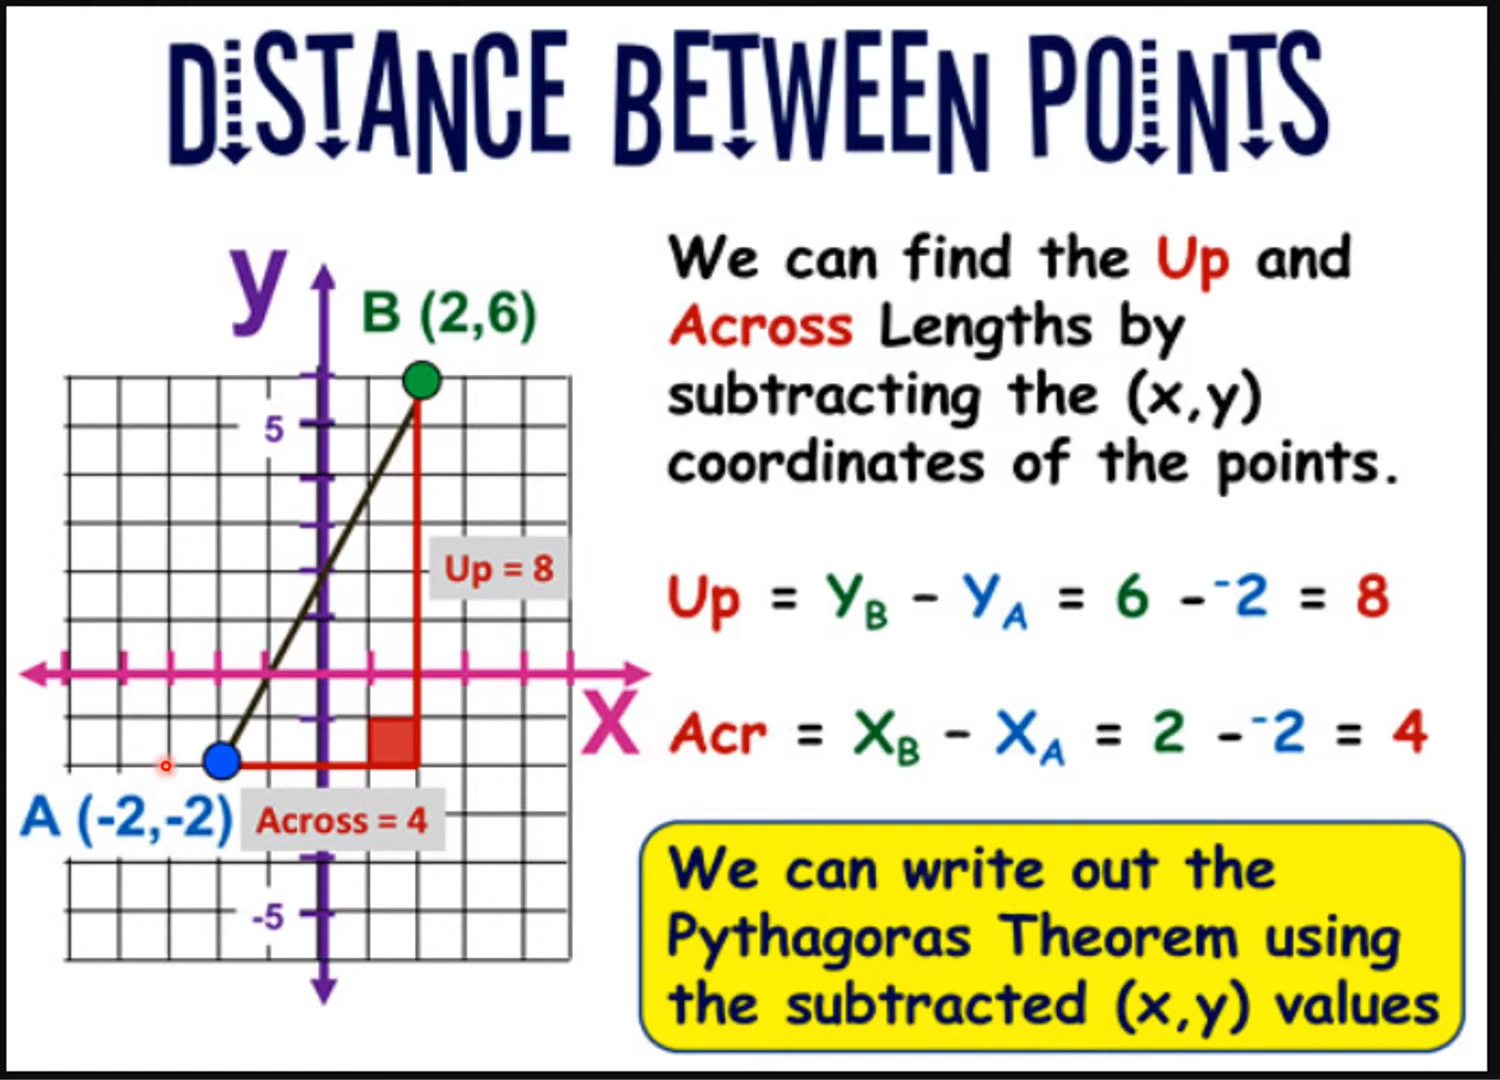 DISTANCE BETWEEN POINTS
y
B (2,6)
5
Up = 8
X
A (-2,-2)
Across = 4
-5
We can find the Up and
Across Lengths by
subtracting the (x,y)
coordinates of the points.
Up = YB - YA = 6 - -2 = 8
Acr = XB - XA = 2 - -2 = 4
We can write out the
Pythagoras Theorem using
the subtracted (x,y) values